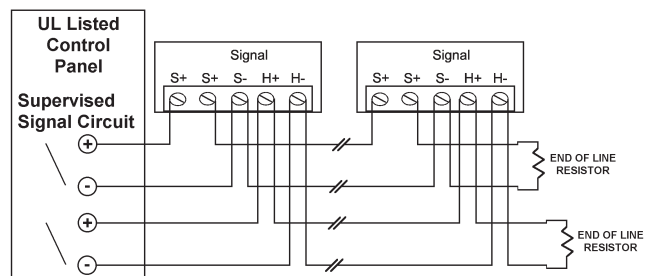 UL Listed
Control
Panel
Supervised
Signal Circuit
+
-
+
-
Signal
S+ S+ S- H+ H-
Signal
S+ S+ S- H+ H-
END OF LINE
RESISTOR
END OF LINE
RESISTOR